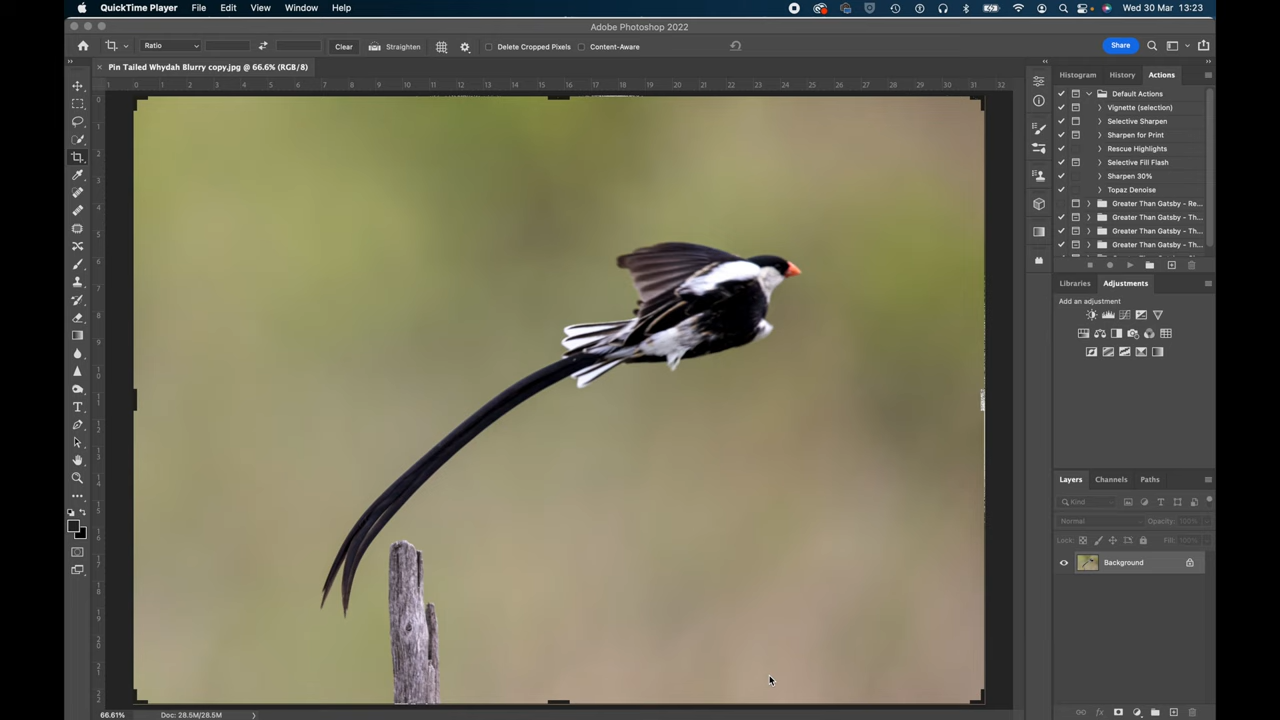 QuickTime Player File Edit View Window Help Wed 30 Mar 13:23
Adobe Photoshop 2022
Ratio Clear Straighten Delete Cropped Pixels Content-Aware Share
× Pin Tailed Whydah Blurry copy.jpg @ 66.6% (RGB/8)
Histogram History Actions
Default Actions
Vignette (selection)
Selective Sharpen
Sharpen for Print
Rescue Highlights
Selective Fill Flash
Sharpen 30%
Topaz Denoise
Greater Than Gatsby - Re...
Greater Than Gatsby - Th...
Greater Than Gatsby - Th...
Greater Than Gatsby - Th...
Libraries Adjustments
Add an adjustment
Layers Channels Paths
Kind
Normal Opacity: 100%
Lock: Fill: 100%
Background
66.61% Doc: 28.5M/28.5M